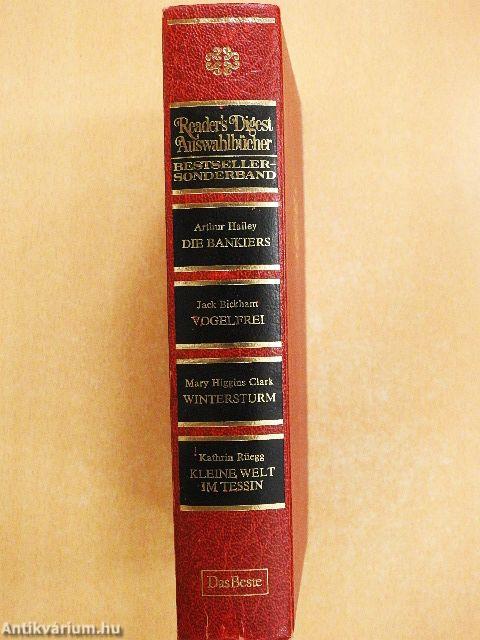 Reader's Digest
Auswahlbücher
BESTSELLER-
SONDERBAND
Arthur Hailey
DIE BANKIERS
Jack Bickham
VOGELFREI
Mary Higgins Clark
WINTERSTURM
Kathrin Rüegg
KLEINE WELT
IM TESSIN
Das Beste
Antikvárium.hu